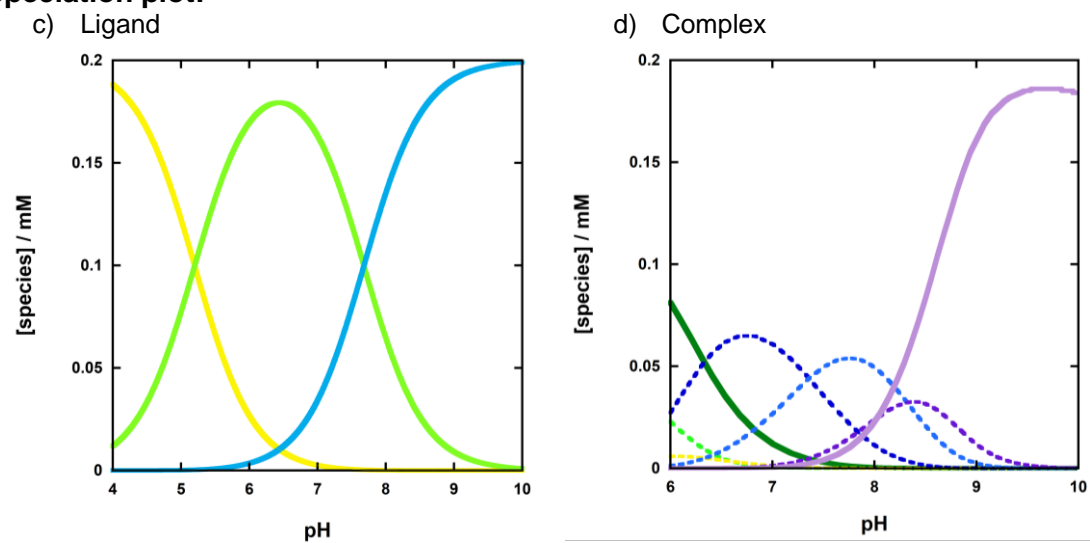 speciation plot.
c) Ligand
d) Complex
0.2
0.15
0.1
0.05
0
[species] / mM
4 5 6 7 8 9 10
pH
0.2
0.15
0.1
0.05
0
[species] / mM
6 7 8 9 10
pH